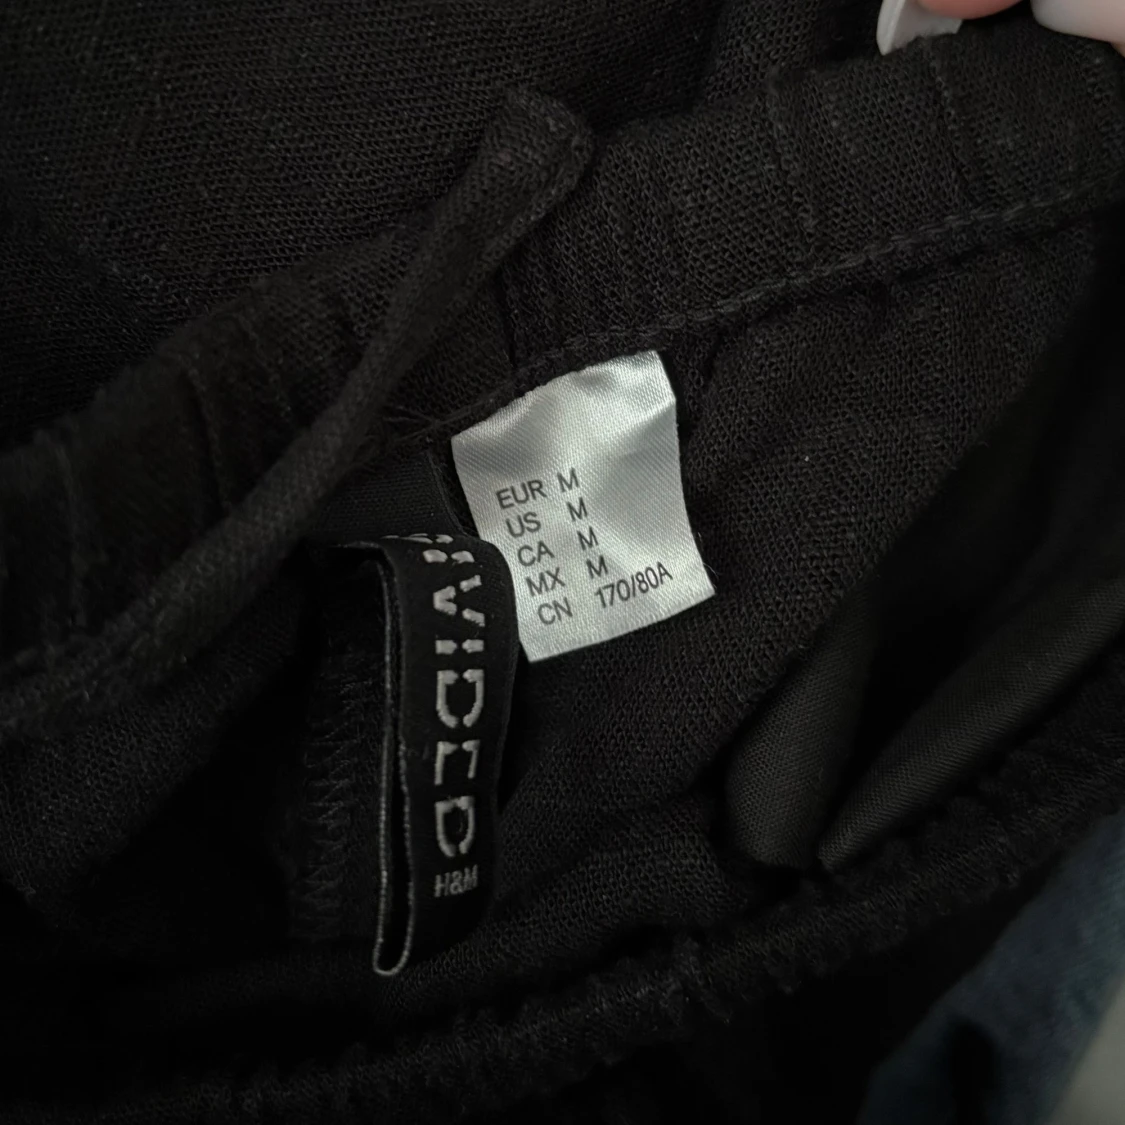 EUR M
US M
CA M
MX M
CN 170/80A
VIDED
H&M